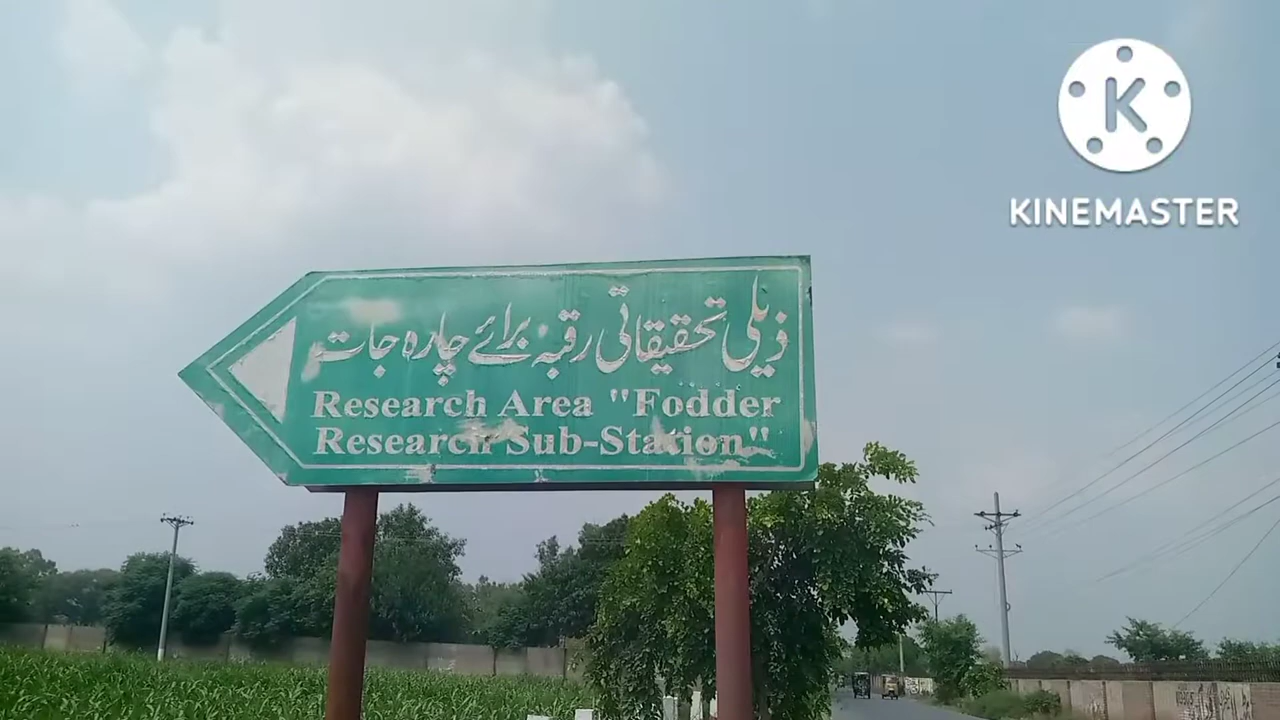 ذیلی تحقیقاتی رقبہ برائے چارہ جات
Research Area "Fodder
Research Sub-Station"
K
KINEMASTER